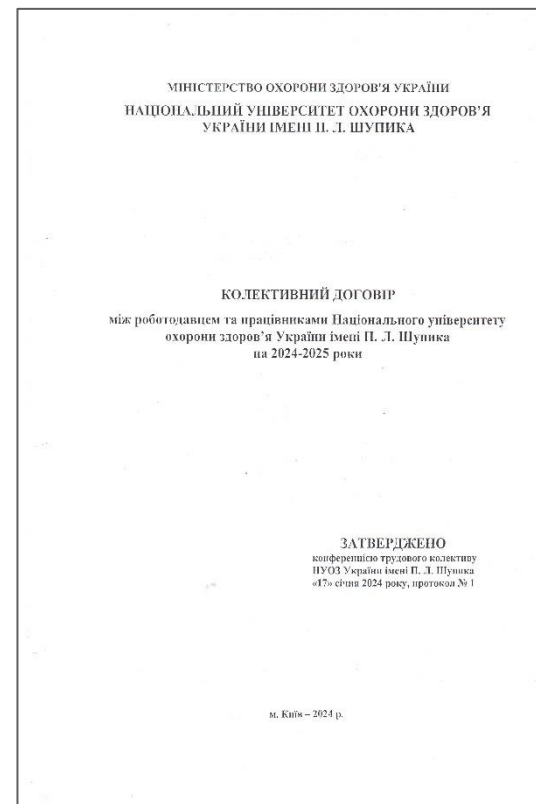 МІНІСТЕРСТВО ОХОРОНИ ЗДОРОВ'Я УКРАЇНИ
НАЦІОНАЛЬНИЙ УНІВЕРСИТЕТ ОХОРОНИ ЗДОРОВ'Я
УКРАЇНИ ІМЕНІ П. Л. ШУПИКА
КОЛЕКТИВНИЙ ДОГОВІР
між роботодавцем та працівниками Національного університету
охорони здоров'я України імені П. Л. Шупика
на 2024-2025 роки
ЗАТВЕРДЖЕНО
конференцією трудового колективу
НУОЗ України імені П. Л. Шупика
«17» січня 2024 року, протокол № 1
м. Київ – 2024 р.